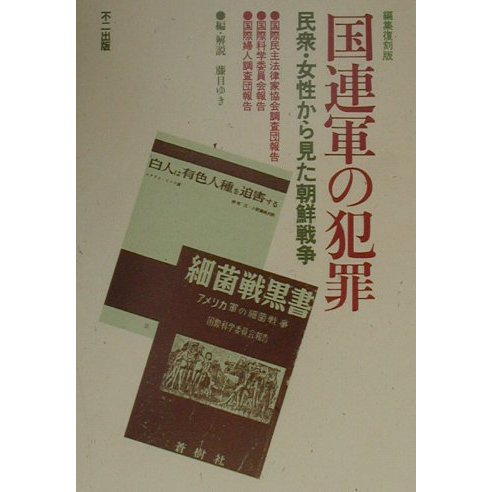 編集復刻版
国連軍の犯罪
民衆・女性から見た朝鮮戦争
●国際民主法律家協会調査団報告
●国際科学委員会報告
●国際婦人調査団報告
●編・解説 藤目ゆき
不二出版
白人は有色人種を迫害する
細菌戦黒書
アメリカ軍の細菌戦争
国際科学委員会報告
蒼樹社